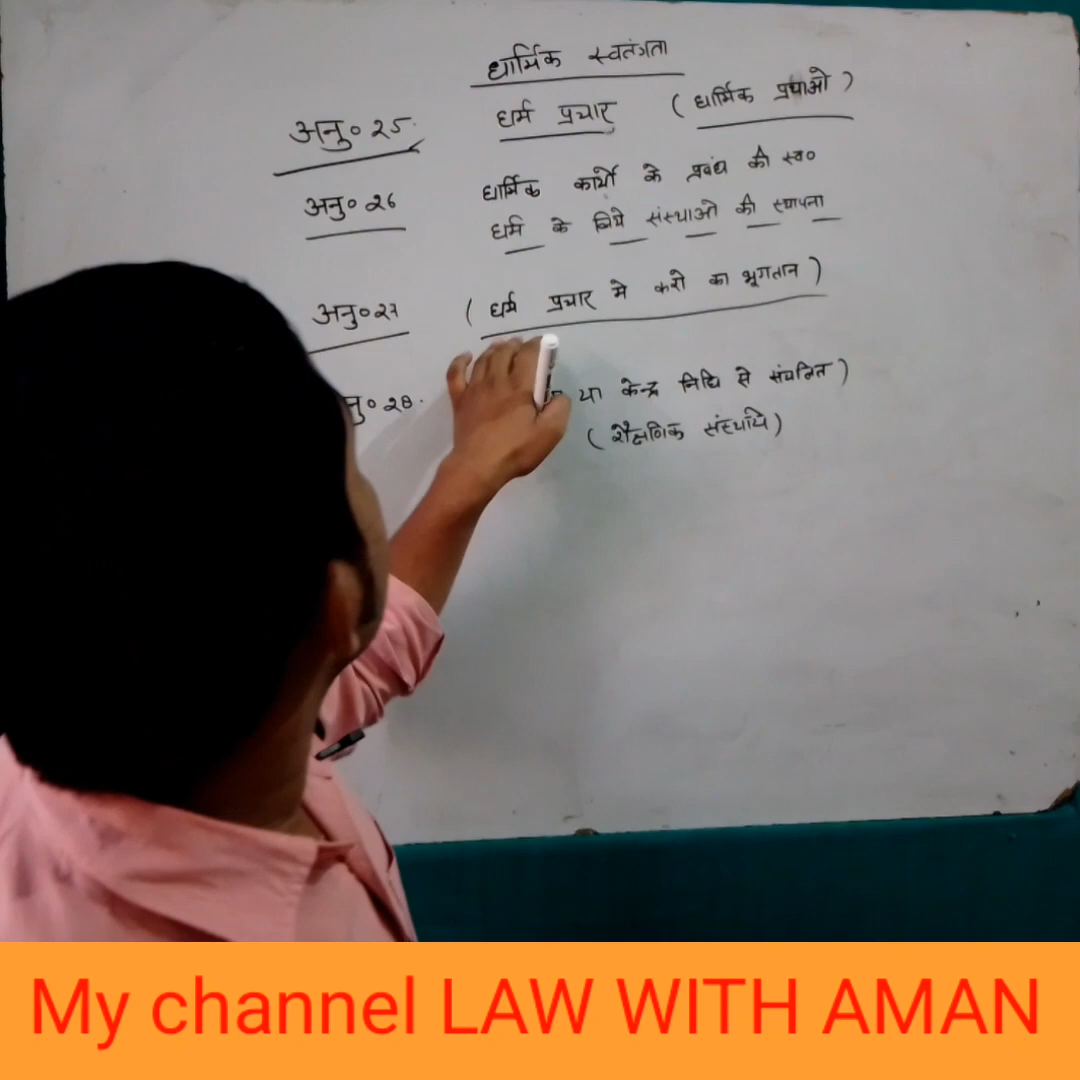 धार्मिक स्वतंत्रता
अनु० २५. धर्म प्रचार (धार्मिक प्रथाओ)
अनु० २६ धार्मिक कार्यो के प्रबंध की स्व०
धर्म के लिये संस्थाओ की स्थापना
अनु० २७ (धर्म प्रचार मे करो का भूगतान)
नु० २८. या केन्द्र निधि से संचलित)
(शैक्षणिक संस्थाये)
My channel LAW WITH AMAN